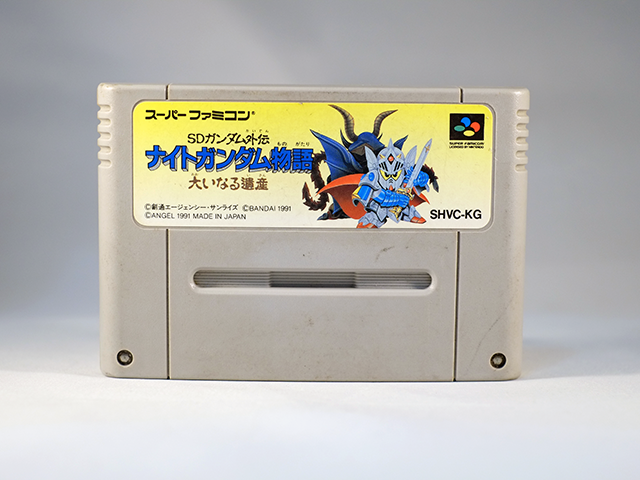 スーパーファミコン®
SDガンダム外伝
ナイトガンダム物語
大いなる遺産
©創通エージェンシー・サンライズ ©BANDAI 1991
©ANGEL 1991 MADE IN JAPAN
SUPER FAMICOM
LICENSED BY NINTENDO
SHVC-KG